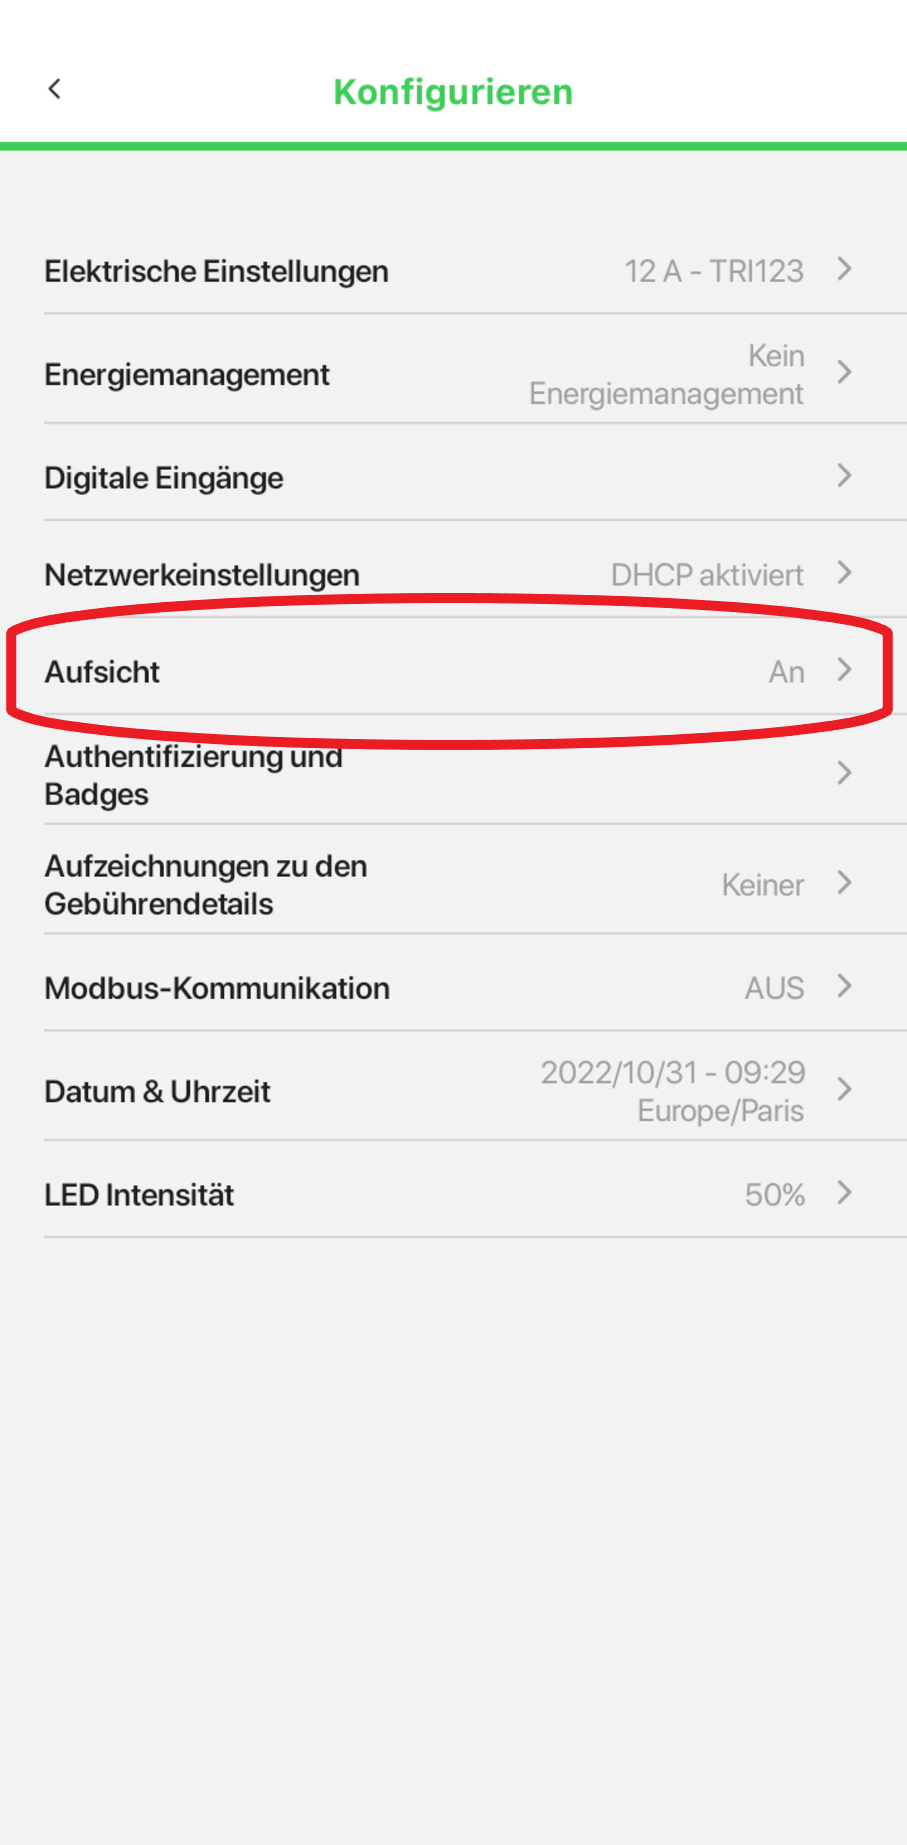 Konfigurieren
Elektrische Einstellungen
12 A - TRI123
Energiemanagement
Kein
Energiemanagement
Digitale Eingänge
Netzwerkeinstellungen
DHCP aktiviert
Aufsicht
An
Authentifizierung und
Badges
Aufzeichnungen zu den
Gebührendetails
Keiner
Modbus-Kommunikation
AUS
Datum & Uhrzeit
2022/10/31 - 09:29
Europe/Paris
LED Intensität
50%